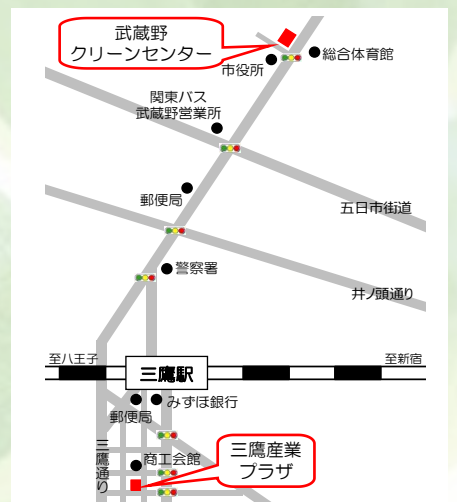 武蔵野
クリーンセンター
総合体育館
市役所
関東バス
武蔵野営業所
郵便局
五日市街道
警察署
井ノ頭通り
至八王子
至新宿
三鷹駅
みずほ銀行
郵便局
三鷹通り
商工会館
三鷹産業
プラザ